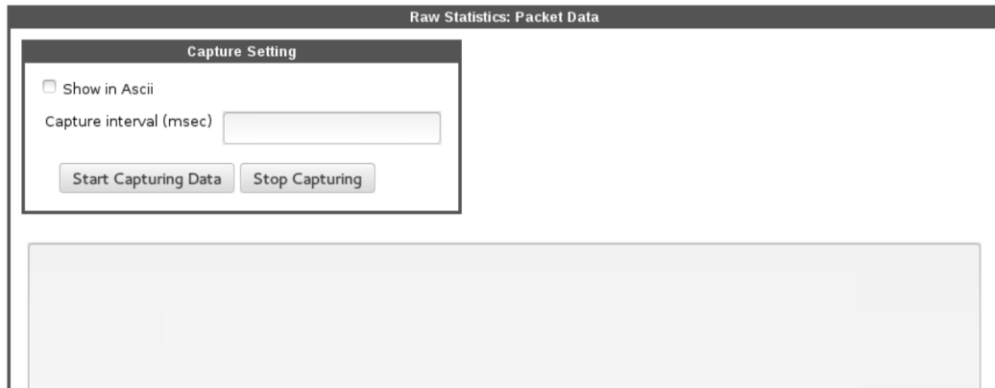 Raw Statistics: Packet Data
Capture Setting
Show in Ascii
Capture interval (msec)
Start Capturing Data Stop Capturing